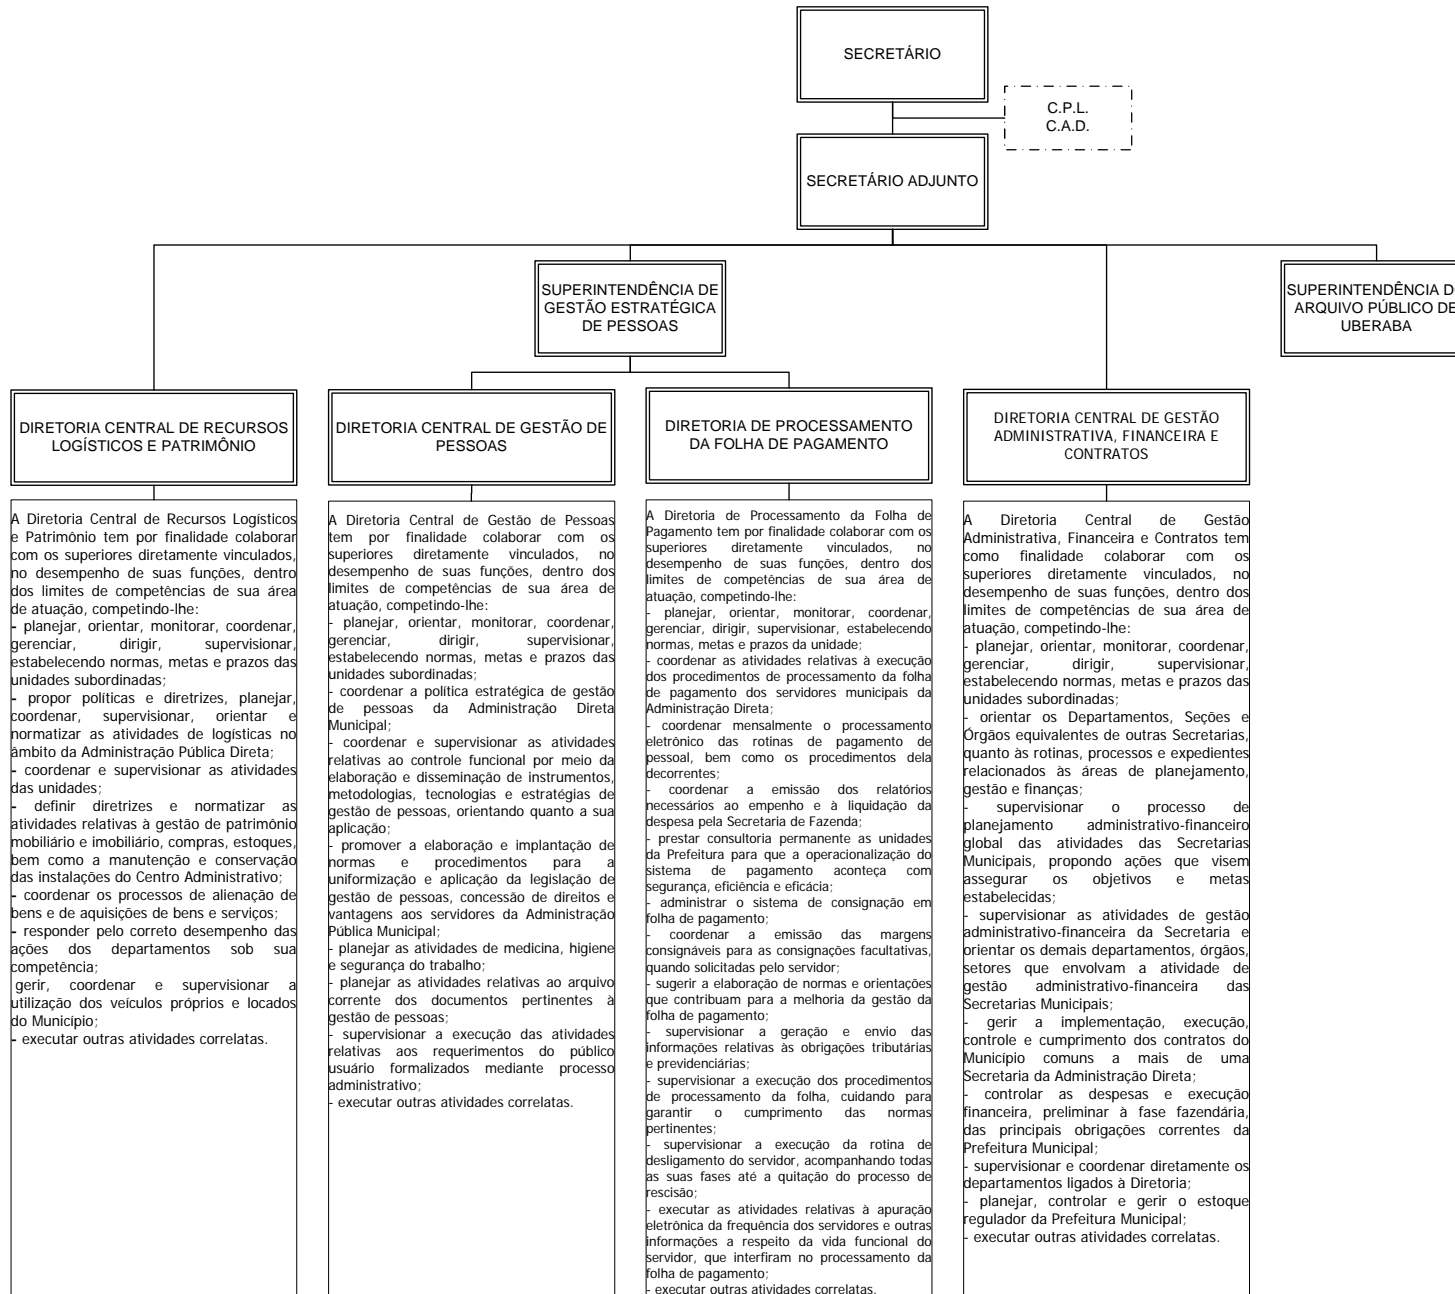 SECRETÁRIO
C.P.L.
C.A.D.
SECRETÁRIO ADJUNTO
SUPERINTENDÊNCIA DE
GESTÃO ESTRATÉGICA
DE PESSOAS
SUPERINTENDÊNCIA D
ARQUIVO PÚBLICO DE
UBERABA
DIRETORIA CENTRAL DE RECURSOS
LOGÍSTICOS E PATRIMÔNIO
DIRETORIA CENTRAL DE GESTÃO DE
PESSOAS
DIRETORIA DE PROCESSAMENTO
DA FOLHA DE PAGAMENTO
DIRETORIA CENTRAL DE GESTÃO
ADMINISTRATIVA, FINANCEIRA E
CONTRATOS
A Diretoria Central de Recursos Logísticos
e Patrimônio tem por finalidade colaborar
com os superiores diretamente vinculados,
no desempenho de suas funções, dentro
dos limites de competências de sua área
de atuação, competindo-lhe:
- planejar, orientar, monitorar, coordenar,
gerenciar, dirigir, supervisionar,
estabelecendo normas, metas e prazos das
unidades subordinadas;
- propor políticas e diretrizes, planejar,
coordenar, supervisionar, orientar e
normatizar as atividades de logísticas no
âmbito da Administração Pública Direta;
- coordenar e supervisionar as atividades
das unidades;
- definir diretrizes e normatizar as
atividades relativas à gestão de patrimônio
mobiliário e imobiliário, compras, estoques,
bem como a manutenção e conservação
das instalações do Centro Administrativo;
- coordenar os processos de alienação de
bens e de aquisições de bens e serviços;
- responder pelo correto desempenho das
ações dos departamentos sob sua
competência;
gerir, coordenar e supervisionar a
utilização dos veículos próprios e locados
do Município;
- executar outras atividades correlatas.
A Diretoria Central de Gestão de Pessoas
tem por finalidade colaborar com os
superiores diretamente vinculados, no
desempenho de suas funções, dentro dos
limites de competências de sua área de
atuação, competindo-lhe:
- planejar, orientar, monitorar, coordenar,
gerenciar, dirigir, supervisionar,
estabelecendo normas, metas e prazos das
unidades subordinadas;
- coordenar a política estratégica de gestão
de pessoas da Administração Direta
Municipal;
- coordenar e supervisionar as atividades
relativas ao controle funcional por meio da
elaboração e disseminação de instrumentos,
metodologias, tecnologias e estratégias de
gestão de pessoas, orientando quanto a sua
aplicação;
- promover a elaboração e implantação de
normas e procedimentos para a
uniformização e aplicação da legislação de
gestão de pessoas, concessão de direitos e
vantagens aos servidores da Administração
Pública Municipal;
- planejar as atividades de medicina, higiene
e segurança do trabalho;
- planejar as atividades relativas ao arquivo
corrente dos documentos pertinentes à
gestão de pessoas;
- supervisionar a execução das atividades
relativas aos requerimentos do público
usuário formalizados mediante processo
administrativo;
- executar outras atividades correlatas.
A Diretoria de Processamento da Folha de
Pagamento tem por finalidade colaborar com os
superiores diretamente vinculados, no
desempenho de suas funções, dentro dos
limites de competências de sua área de
atuação, competindo-lhe:
- planejar, orientar, monitorar, coordenar,
gerenciar, dirigir, supervisionar, estabelecendo
normas, metas e prazos da unidade;
- coordenar as atividades relativas à execução
dos procedimentos de processamento da folha
de pagamento dos servidores municipais da
Administração Direta;
- coordenar mensalmente o processamento
eletrônico das rotinas de pagamento de
pessoal, bem como os procedimentos dela
decorrentes;
- coordenar a emissão dos relatórios
necessários ao empenho e à liquidação da
despesa pela Secretaria de Fazenda;
- prestar consultoria permanente as unidades
da Prefeitura para que a operacionalização do
sistema de pagamento aconteça com
segurança, eficiência e eficácia;
- administrar o sistema de consignação em
folha de pagamento;
- coordenar a emissão das margens
consignáveis para as consignações facultativas,
quando solicitadas pelo servidor;
- sugerir a elaboração de normas e orientações
que contribuam para a melhoria da gestão da
folha de pagamento;
- supervisionar a geração e envio das
informações relativas às obrigações tributárias
e previdenciárias;
- supervisionar a execução dos procedimentos
de processamento da folha, cuidando para
garantir o cumprimento das normas
pertinentes;
- supervisionar a execução da rotina de
desligamento do servidor, acompanhando todas
as suas fases até a quitação do processo de
rescisão;
- executar as atividades relativas à apuração
eletrônica da frequência dos servidores e outras
informações a respeito da vida funcional do
servidor, que interfiram no processamento da
folha de pagamento;
- executar outras atividades correlatas.
A Diretoria Central de Gestão
Administrativa, Financeira e Contratos tem
como finalidade colaborar com os
superiores diretamente vinculados, no
desempenho de suas funções, dentro dos
limites de competências de sua área de
atuação, competindo-lhe:
- planejar, orientar, monitorar, coordenar,
gerenciar, dirigir, supervisionar,
estabelecendo normas, metas e prazos das
unidades subordinadas;
- orientar os Departamentos, Seções e
Órgãos equivalentes de outras Secretarias,
quanto às rotinas, processos e expedientes
relacionados às áreas de planejamento,
gestão e finanças;
- supervisionar o processo de
planejamento administrativo-financeiro
global das atividades das Secretarias
Municipais, propondo ações que visem
assegurar os objetivos e metas
estabelecidas;
- supervisionar as atividades de gestão
administrativo-financeira da Secretaria e
orientar os demais departamentos, órgãos,
setores que envolvam a atividade de
gestão administrativo-financeira das
Secretarias Municipais;
- gerir a implementação, execução,
controle e cumprimento dos contratos do
Município comuns a mais de uma
Secretaria da Administração Direta;
- controlar as despesas e execução
financeira, preliminar à fase fazendária,
das principais obrigações correntes da
Prefeitura Municipal;
- supervisionar e coordenar diretamente os
departamentos ligados à Diretoria;
- planejar, controlar e gerir o estoque
regulador da Prefeitura Municipal;
- executar outras atividades correlatas.